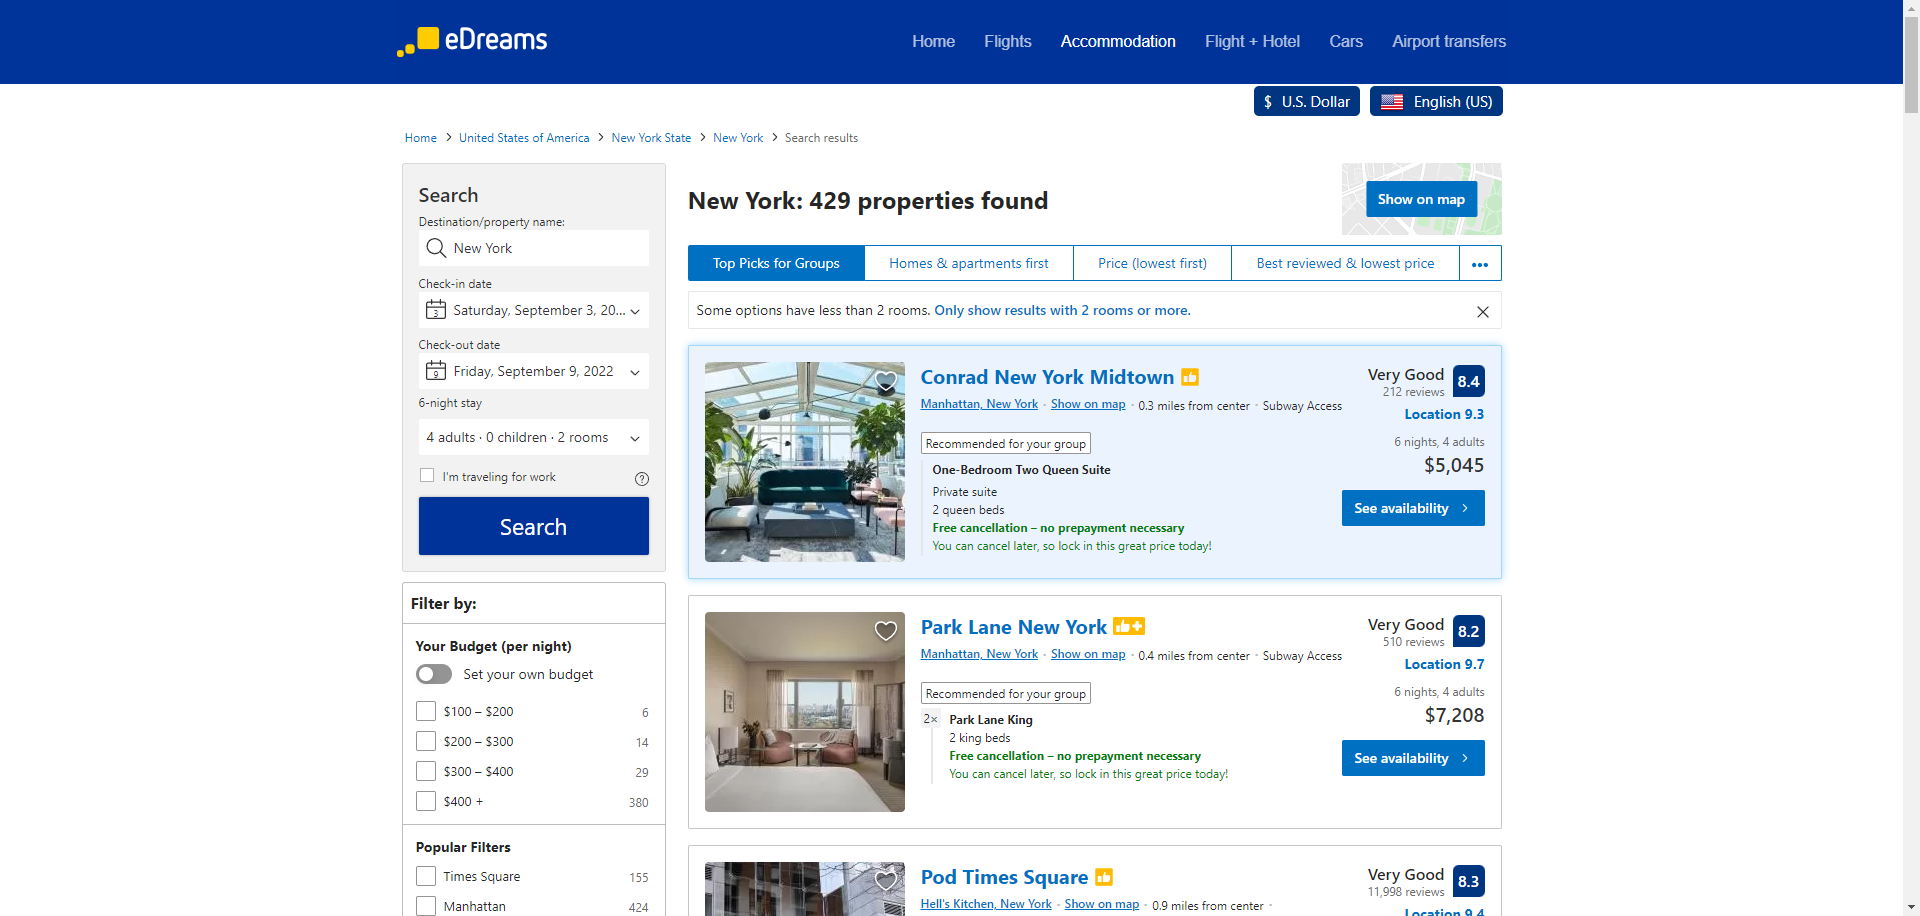 eDreams
Home Flights Accommodation Flight + Hotel Cars Airport transfers
$ U.S. Dollar English (US)
Home > United States of America > New York State > New York > Search results
Search
Destination/property name:
New York
Check-in date
3 Saturday, September 3, 20...
Check-out date
9 Friday, September 9, 2022
6-night stay
4 adults · 0 children · 2 rooms
I'm traveling for work ?
Search
Filter by:
Your Budget (per night)
Set your own budget
$100 – $200 6
$200 – $300 14
$300 – $400 29
$400 + 380
Popular Filters
Times Square 155
Manhattan 424
New York: 429 properties found
Show on map
Top Picks for Groups Homes & apartments first Price (lowest first) Best reviewed & lowest price •••
Some options have less than 2 rooms. Only show results with 2 rooms or more.
Conrad New York Midtown
Manhattan, New York · Show on map · 0.3 miles from center · Subway Access
Recommended for your group
One-Bedroom Two Queen Suite
Private suite
2 queen beds
Free cancellation – no prepayment necessary
You can cancel later, so lock in this great price today!
Very Good 8.4
212 reviews
Location 9.3
6 nights, 4 adults
$5,045
See availability
Park Lane New York
Manhattan, New York · Show on map · 0.4 miles from center · Subway Access
Recommended for your group
2× Park Lane King
2 king beds
Free cancellation – no prepayment necessary
You can cancel later, so lock in this great price today!
Very Good 8.2
510 reviews
Location 9.7
6 nights, 4 adults
$7,208
See availability
Pod Times Square
Hell's Kitchen, New York · Show on map · 0.9 miles from center ·
Very Good 8.3
11,998 reviews
Location 9.4